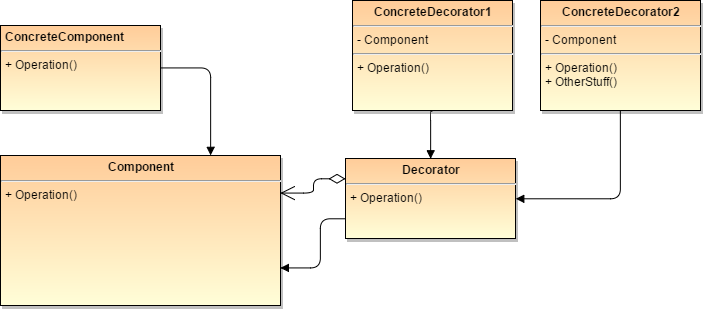 ConcreteComponent
+ Operation()
ConcreteDecorator1
- Component
+ Operation()
ConcreteDecorator2
- Component
+ Operation()
+ OtherStuff()
Component
+ Operation()
Decorator
+ Operation()